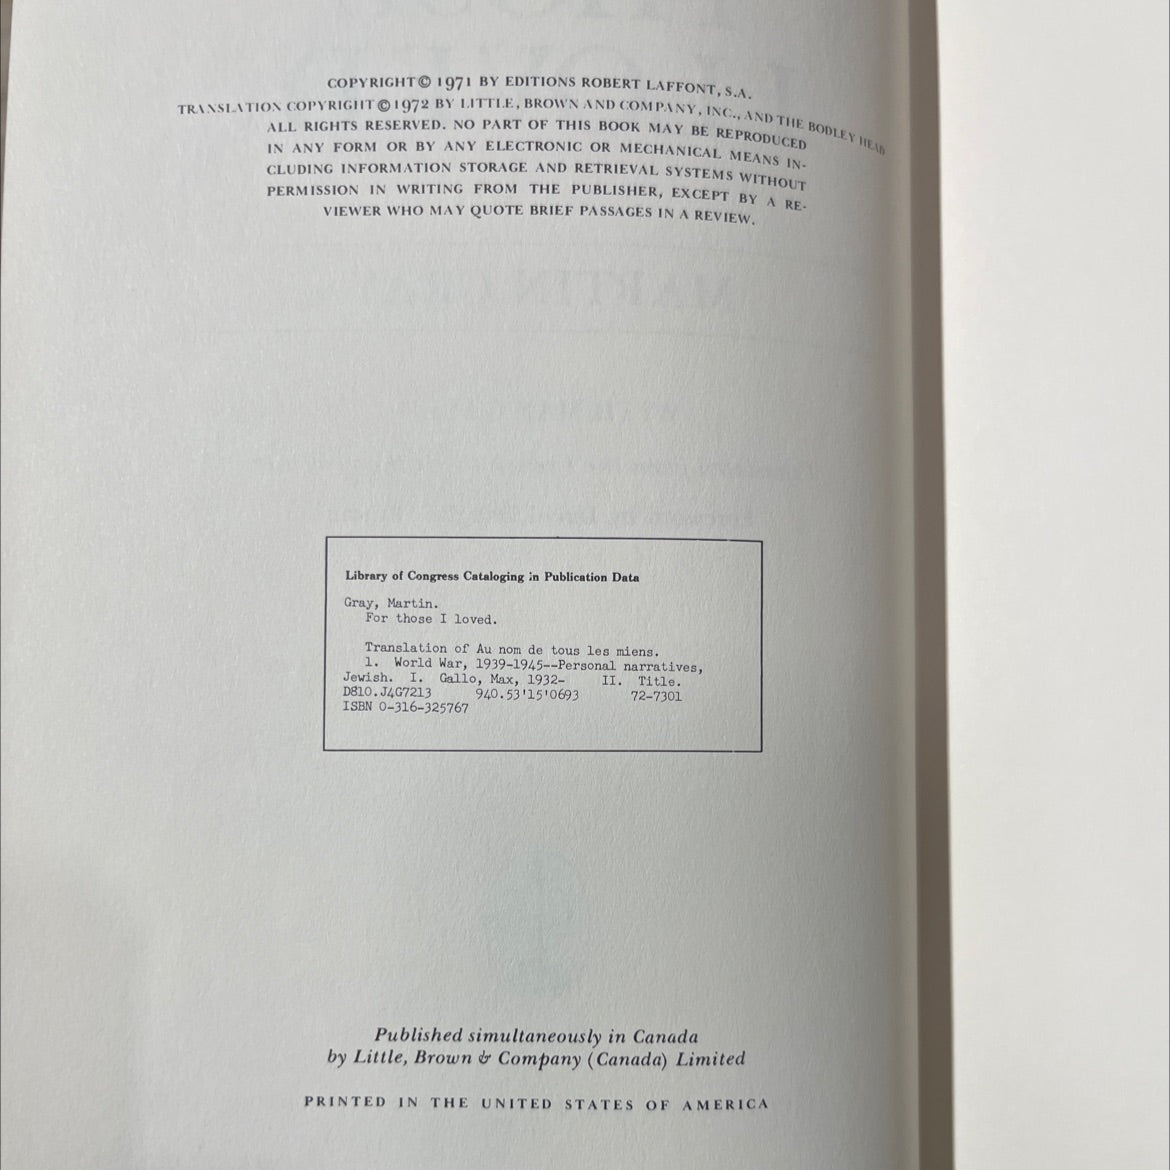 COPYRIGHT © 1971 BY EDITIONS ROBERT LAFFONT, S.A.
TRANSLATION COPYRIGHT © 1972 BY LITTLE, BROWN AND COMPANY, INC., AND THE BODLEY HEAD
ALL RIGHTS RESERVED. NO PART OF THIS BOOK MAY BE REPRODUCED
IN ANY FORM OR BY ANY ELECTRONIC OR MECHANICAL MEANS IN-
CLUDING INFORMATION STORAGE AND RETRIEVAL SYSTEMS WITHOUT
PERMISSION IN WRITING FROM THE PUBLISHER, EXCEPT BY A RE-
VIEWER WHO MAY QUOTE BRIEF PASSAGES IN A REVIEW.
Library of Congress Cataloging in Publication Data
Gray, Martin.
For those I loved.
Translation of Au nom de tous les miens.
1. World War, 1939-1945--Personal narratives,
Jewish. I. Gallo, Max, 1932- II. Title.
D810.J4G7213 940.53'15'0693 72-7301
ISBN 0-316-325767
Published simultaneously in Canada
by Little, Brown & Company (Canada) Limited
PRINTED IN THE UNITED STATES OF AMERICA